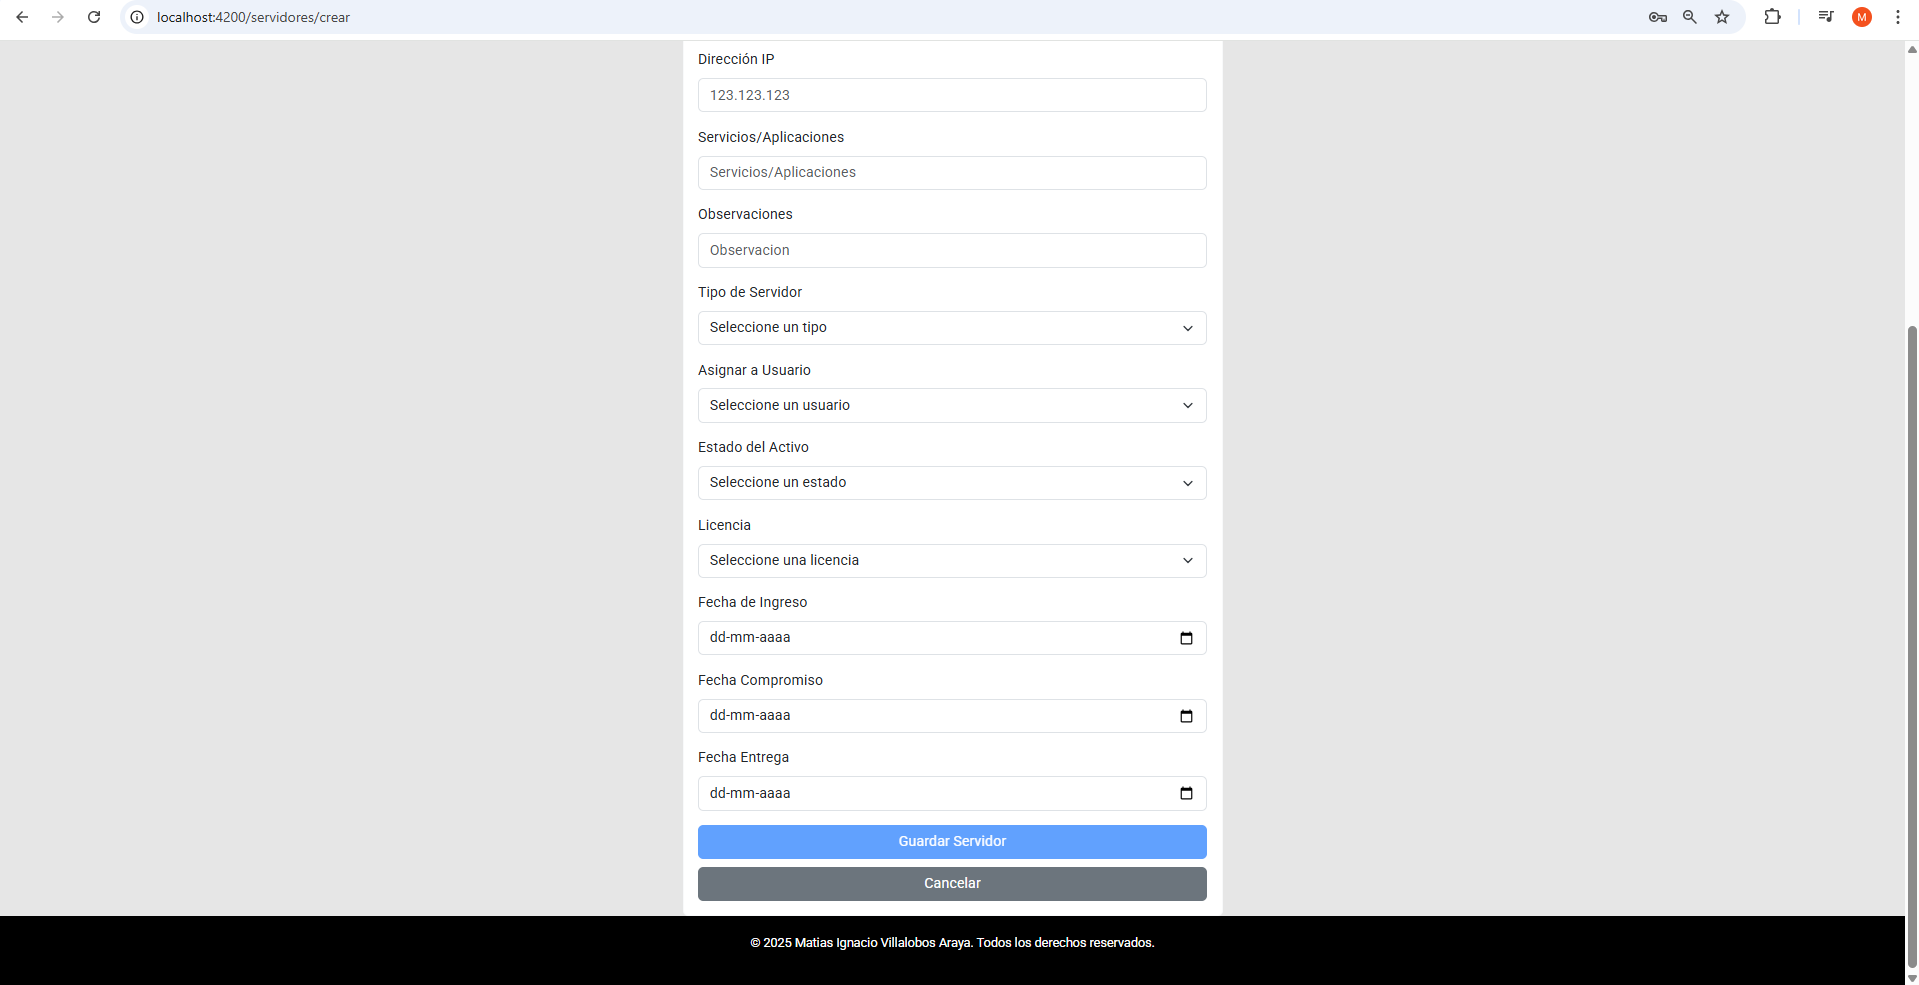 localhost:4200/servidores/crear
M
Dirección IP
123.123.123
Servicios/Aplicaciones
Servicios/Aplicaciones
Observaciones
Observacion
Tipo de Servidor
Seleccione un tipo
Asignar a Usuario
Seleccione un usuario
Estado del Activo
Seleccione un estado
Licencia
Seleccione una licencia
Fecha de Ingreso
dd-mm-aaaa
Fecha Compromiso
dd-mm-aaaa
Fecha Entrega
dd-mm-aaaa
Guardar Servidor
Cancelar
© 2025 Matias Ignacio Villalobos Araya. Todos los derechos reservados.